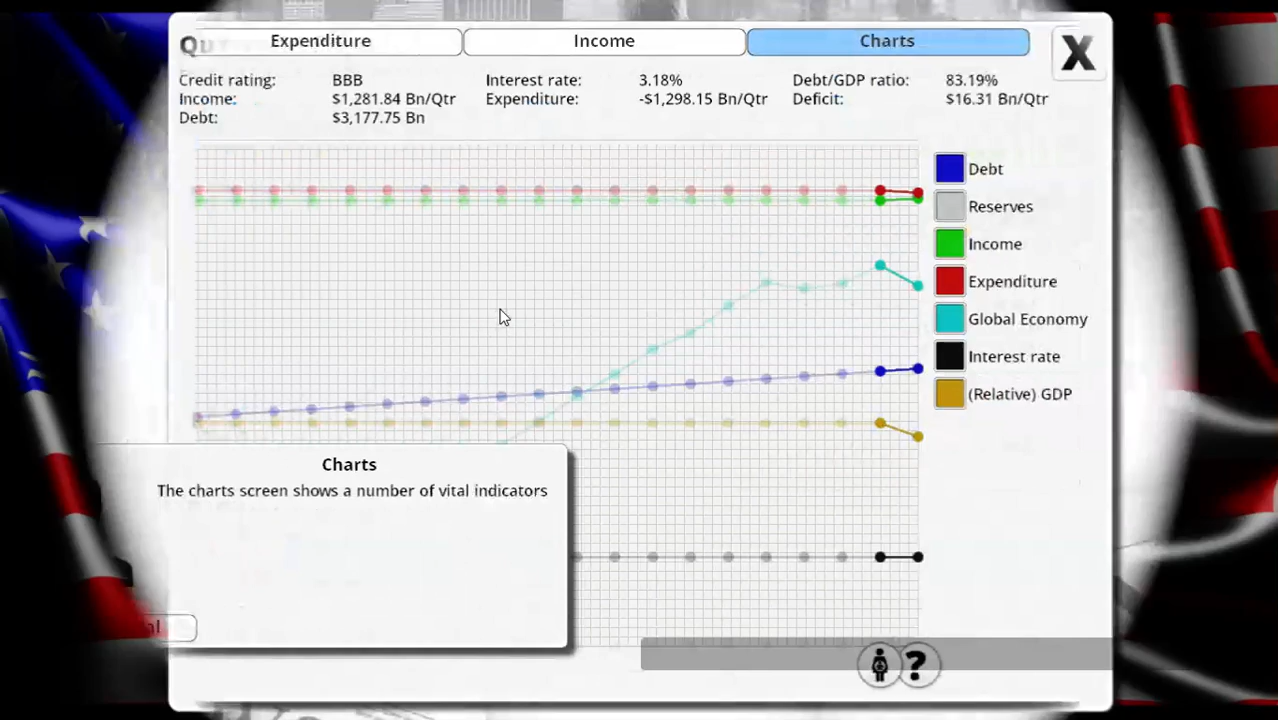 Qu
Expenditure
Income
Charts
X
Credit rating: BBB
Interest rate: 3.18%
Debt/GDP ratio: 83.19%
Income: $1,281.84 Bn/Qtr
Expenditure: -$1,298.15 Bn/Qtr
Deficit: $16.31 Bn/Qtr
Debt: $3,177.75 Bn
Debt
Reserves
Income
Expenditure
Global Economy
Interest rate
(Relative) GDP
Charts
The charts screen shows a number of vital indicators
al
?